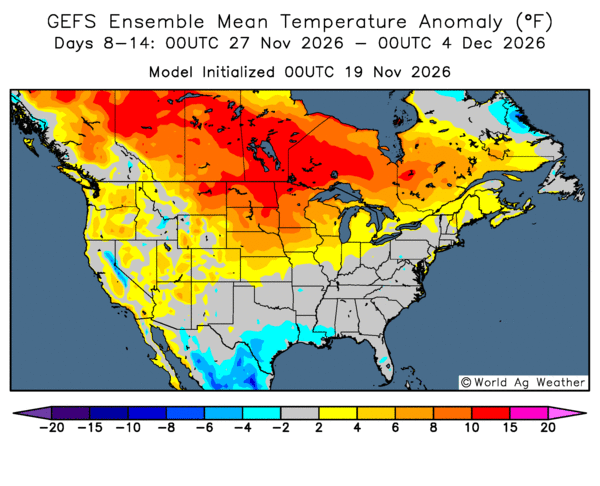 GEFS Ensemble Mean Temperature Anomaly (°F)
Days 8-14: 00UTC 27 Nov 2026 - 00UTC 4 Dec 2026
Model Initialized 00UTC 19 Nov 2026
©World Ag Weather
-20 -15 -10 -8 -6 -4 -2 2 4 6 8 10 15 20